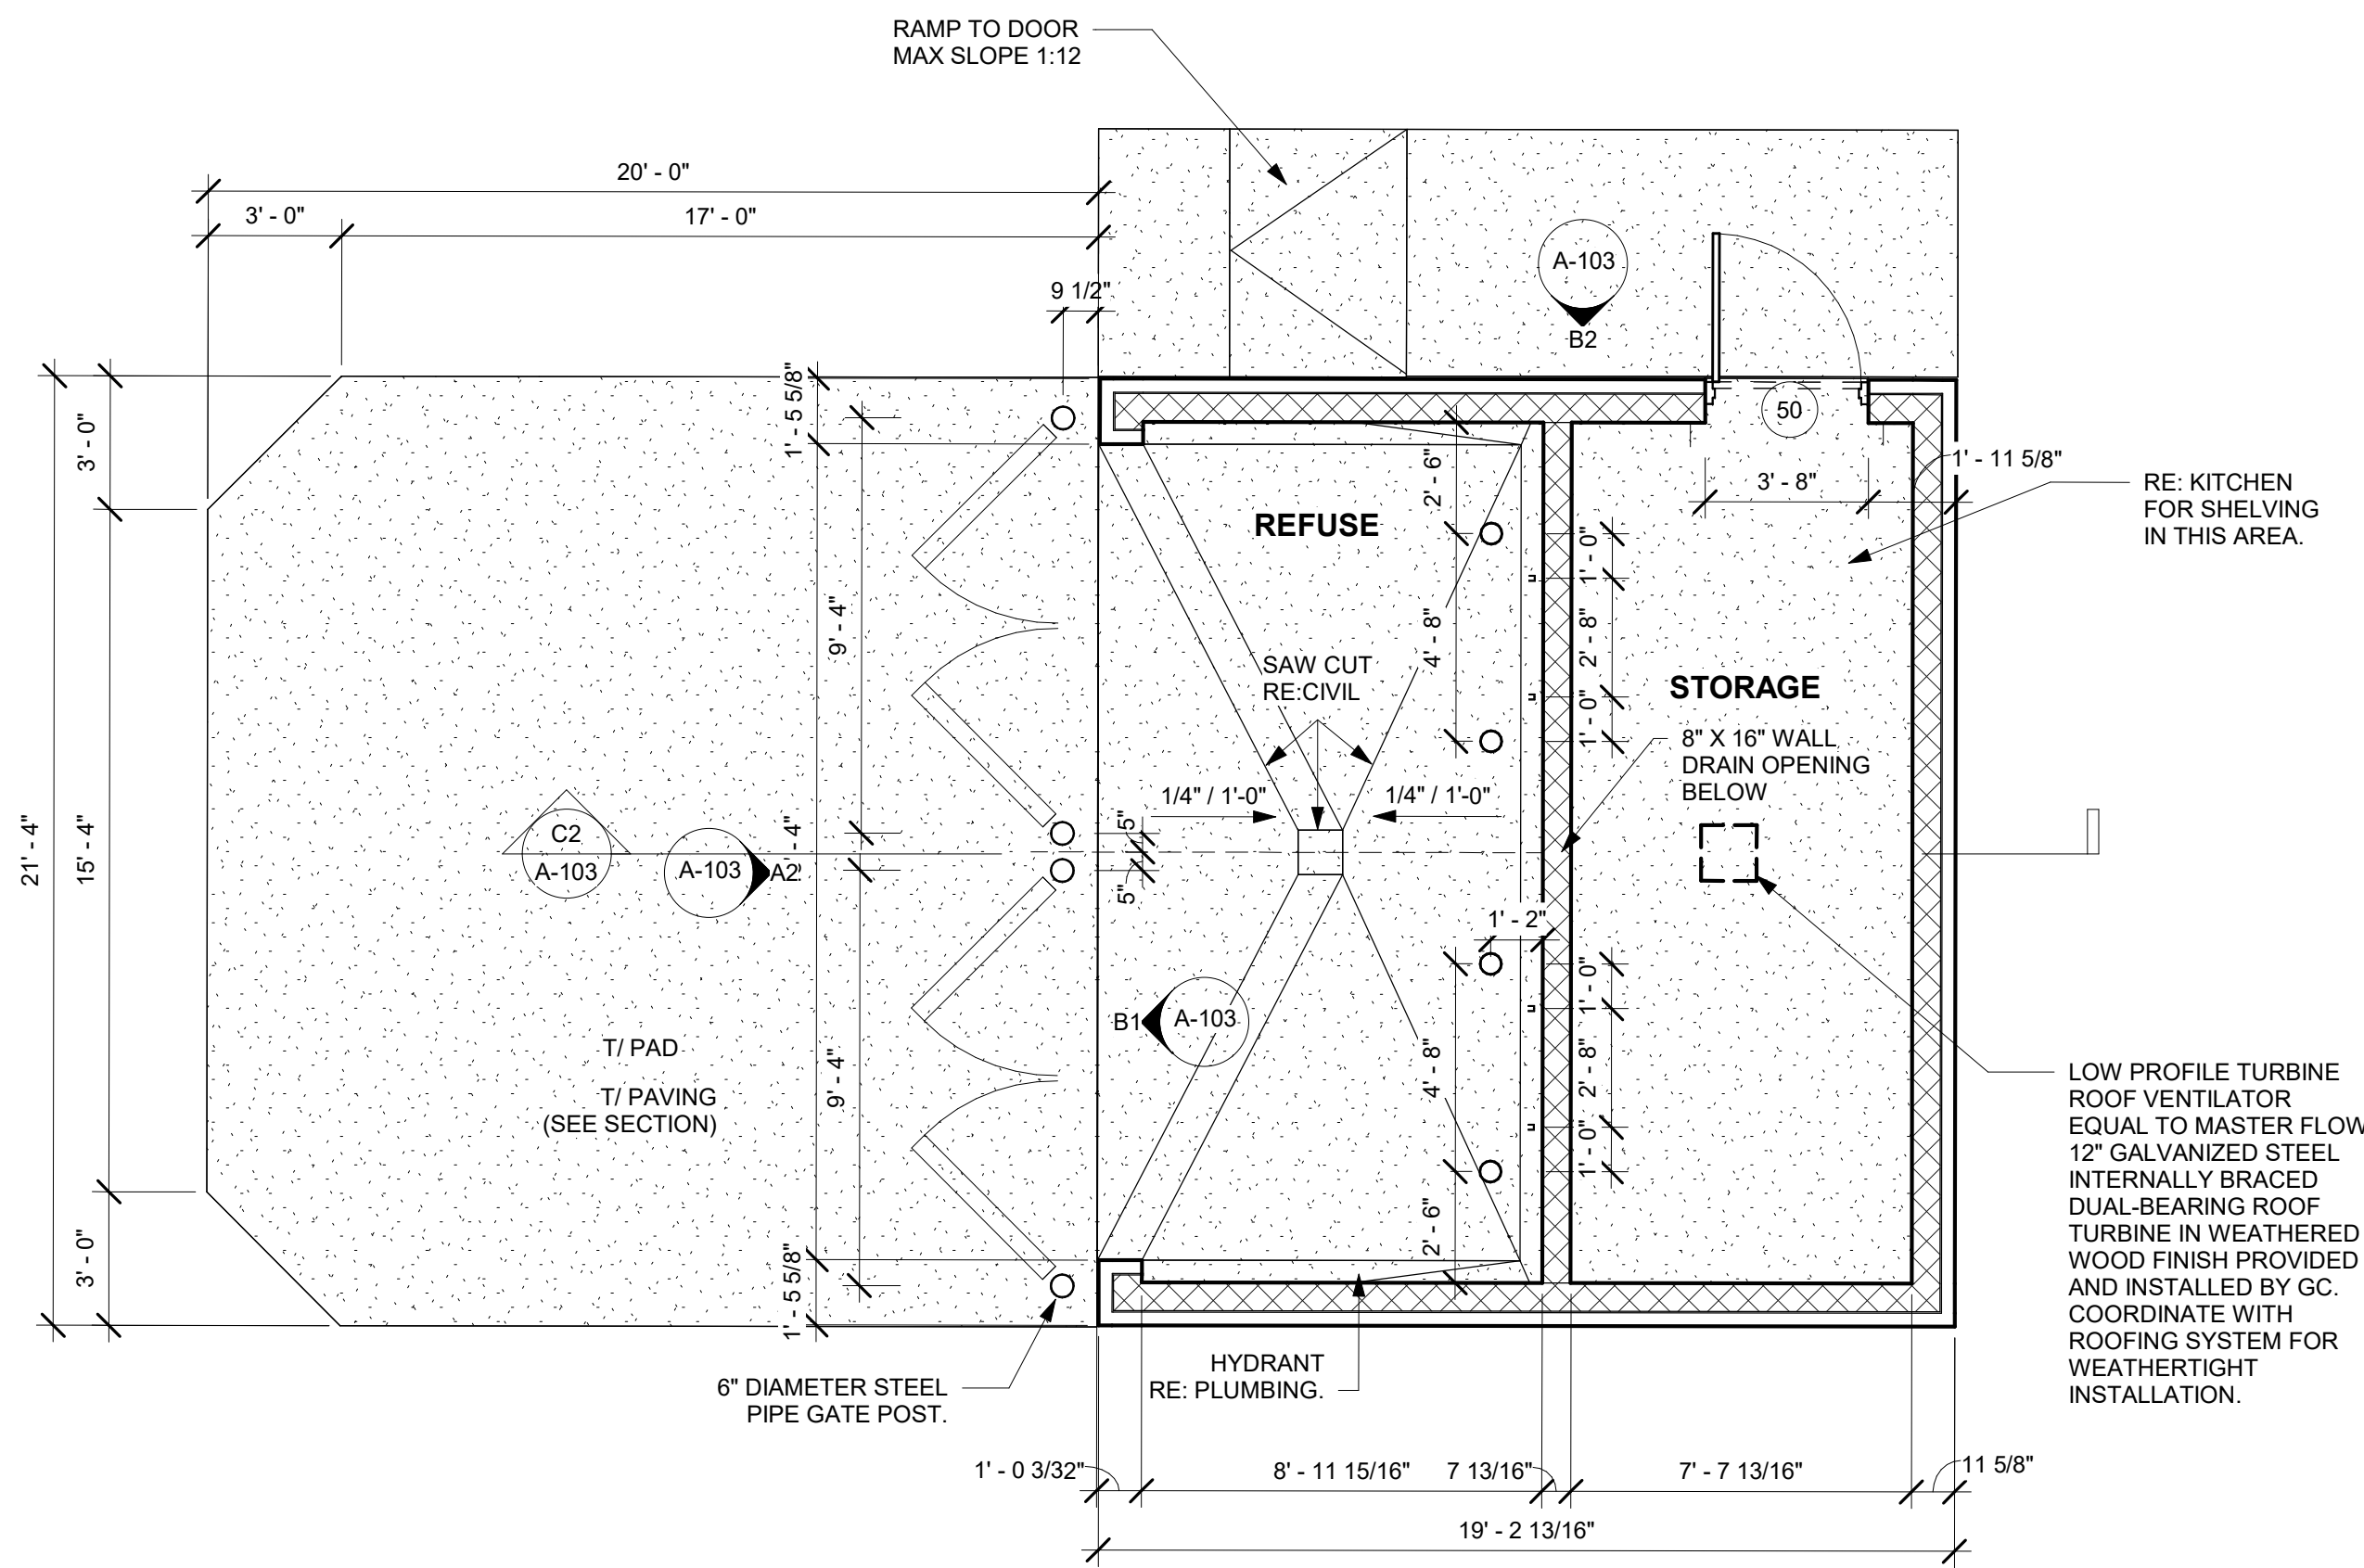 RAMP TO DOOR
MAX SLOPE 1:12
20' - 0"
3' - 0"
17' - 0"
9 1/2"
A-103
B2
1' - 5 5/8"
3' - 0"
50
1' - 11 5/8"
3' - 8"
RE: KITCHEN
FOR SHELVING
IN THIS AREA.
2' - 6"
REFUSE
1' - 0"
9' - 4"
4' - 8"
2' - 8"
SAW CUT
RE:CIVIL
STORAGE
1' - 0"
8" X 16" WALL
DRAIN OPENING
BELOW
1/4" / 1'-0"
1/4" / 1'-0"
21' - 4"
15' - 4"
C2
A-103
A-103
A2
' - 4"
5"
5"
1' - 2"
1' - 0"
B1
A-103
T/ PAD
T/ PAVING
(SEE SECTION)
9' - 4"
4' - 8"
2' - 8"
1' - 0"
LOW PROFILE TURBINE
ROOF VENTILATOR
EQUAL TO MASTER FLOW
12" GALVANIZED STEEL
INTERNALLY BRACED
DUAL-BEARING ROOF
TURBINE IN WEATHERED
WOOD FINISH PROVIDED
AND INSTALLED BY GC.
COORDINATE WITH
ROOFING SYSTEM FOR
WEATHERTIGHT
INSTALLATION.
3' - 0"
2' - 6"
1' - 5 5/8"
HYDRANT
RE: PLUMBING.
6" DIAMETER STEEL
PIPE GATE POST.
1' - 0 3/32"
8' - 11 15/16"
7 13/16"
7' - 7 13/16"
11 5/8"
19' - 2 13/16"